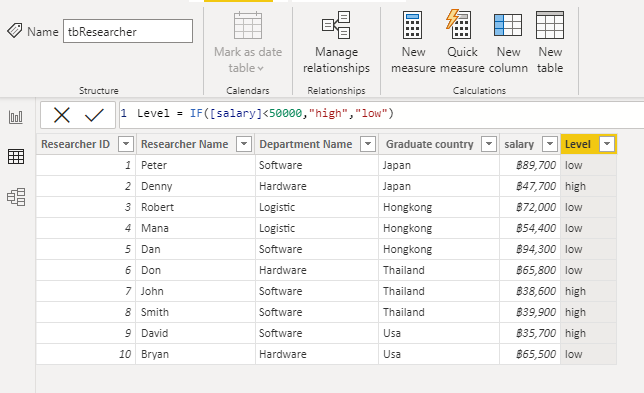 Name tbResearcher
Mark as date
table
Manage
relationships
New
measure
Quick
measure
New
column
New
table
Structure Calendars Relationships Calculations
1 Level = IF([salary]<50000,"high","low")
Researcher ID Researcher Name Department Name Graduate country salary Level
1 Peter Software Japan ฿89,700 low
2 Denny Hardware Japan ฿47,700 high
3 Robert Logistic Hongkong ฿72,000 low
4 Mana Logistic Hongkong ฿54,400 low
5 Dan Software Hongkong ฿94,300 low
6 Don Hardware Thailand ฿65,800 low
7 John Software Thailand ฿38,600 high
8 Smith Software Thailand ฿39,900 high
9 David Software Usa ฿35,700 high
10 Bryan Hardware Usa ฿65,500 low